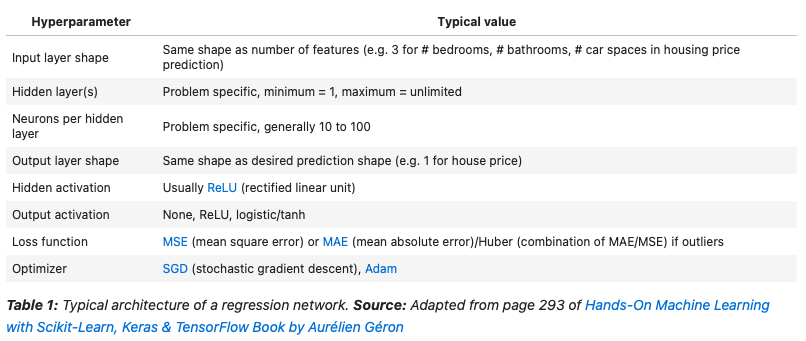 Hyperparameter Typical value
Input layer shape Same shape as number of features (e.g. 3 for # bedrooms, # bathrooms, # car spaces in housing price
prediction)
Hidden layer(s) Problem specific, minimum = 1, maximum = unlimited
Neurons per hidden
layer Problem specific, generally 10 to 100
Output layer shape Same shape as desired prediction shape (e.g. 1 for house price)
Hidden activation Usually ReLU (rectified linear unit)
Output activation None, ReLU, logistic/tanh
Loss function MSE (mean square error) or MAE (mean absolute error)/Huber (combination of MAE/MSE) if outliers
Optimizer SGD (stochastic gradient descent), Adam
Table 1: Typical architecture of a regression network. Source: Adapted from page 293 of Hands-On Machine Learning
with Scikit-Learn, Keras & TensorFlow Book by Aurélien Géron